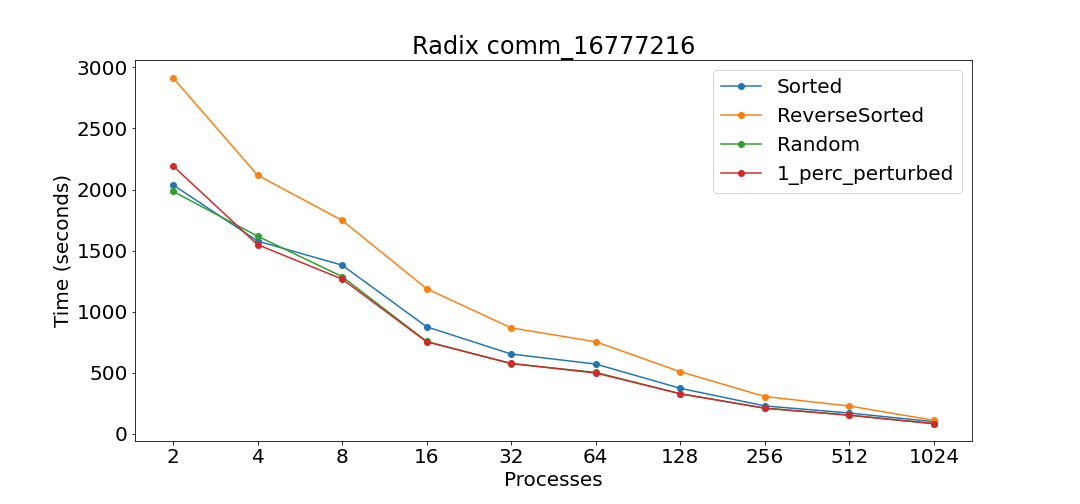 Radix comm_16777216
3000
2500
2000
1500
1000
500
0
Time (seconds)
Sorted
ReverseSorted
Random
1_perc_perturbed
2 4 8 16 32 64 128 256 512 1024
Processes